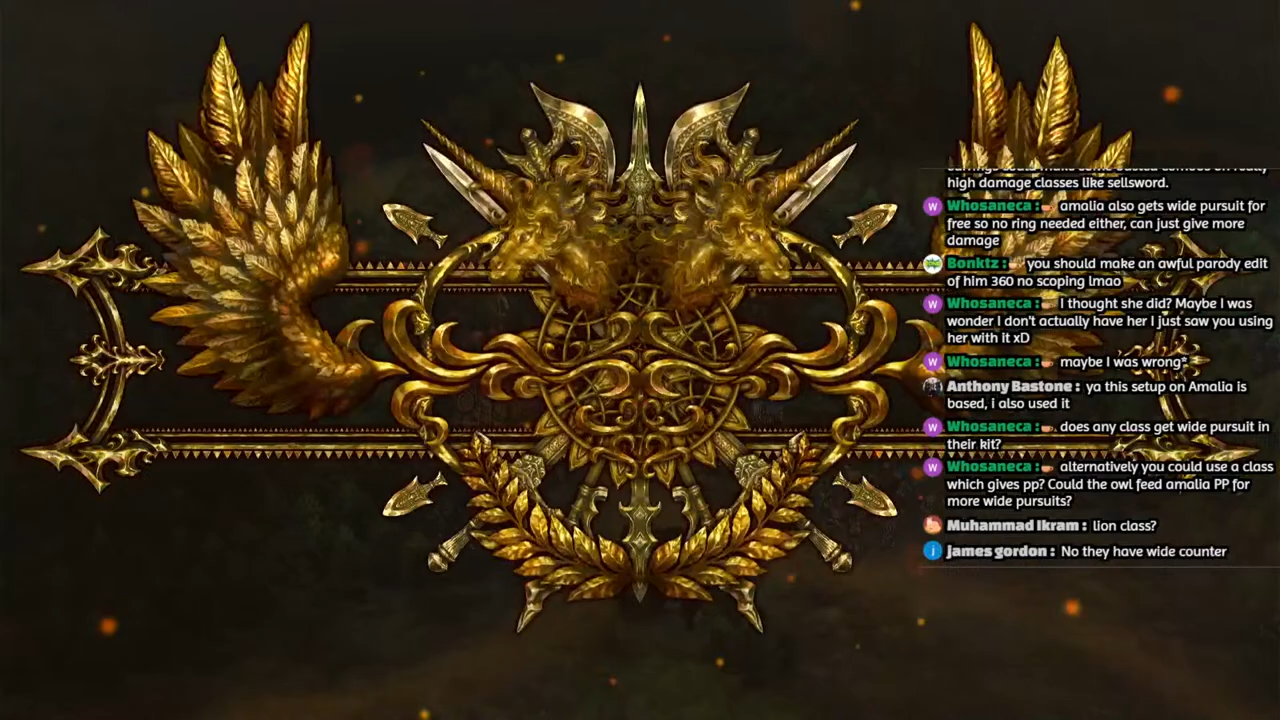 high damage classes like sellsword.
Whosaneca : amalia also gets wide pursuit for
free so no ring needed either, can just give more
damage
Bonktz : you should make an awful parody edit
of him 360 no scoping lmao
Whosaneca : I thought she did? Maybe I was
wonder I don't actually have her I just saw you using
her with it xD
Whosaneca : maybe I was wrong*
Anthony Bastone : ya this setup on Amalia is
based, i also used it
Whosaneca : does any class get wide pursuit in
their kit?
Whosaneca : alternatively you could use a class
which gives pp? Could the owl feed amalia PP for
more wide pursuits?
Muhammad Ikram : lion class?
james gordon : No they have wide counter